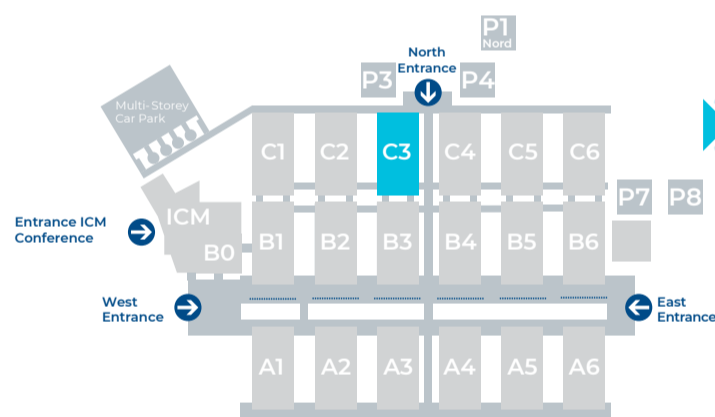 P1
Nord
North
Entrance
P3
P4
Multi-Storey
Car Park
C1 C2 C3 C4 C5 C6
P7 P8
ICM
Entrance ICM
Conference
B0 B1 B2 B3 B4 B5 B6
West
Entrance
East
Entrance
A1 A2 A3 A4 A5 A6